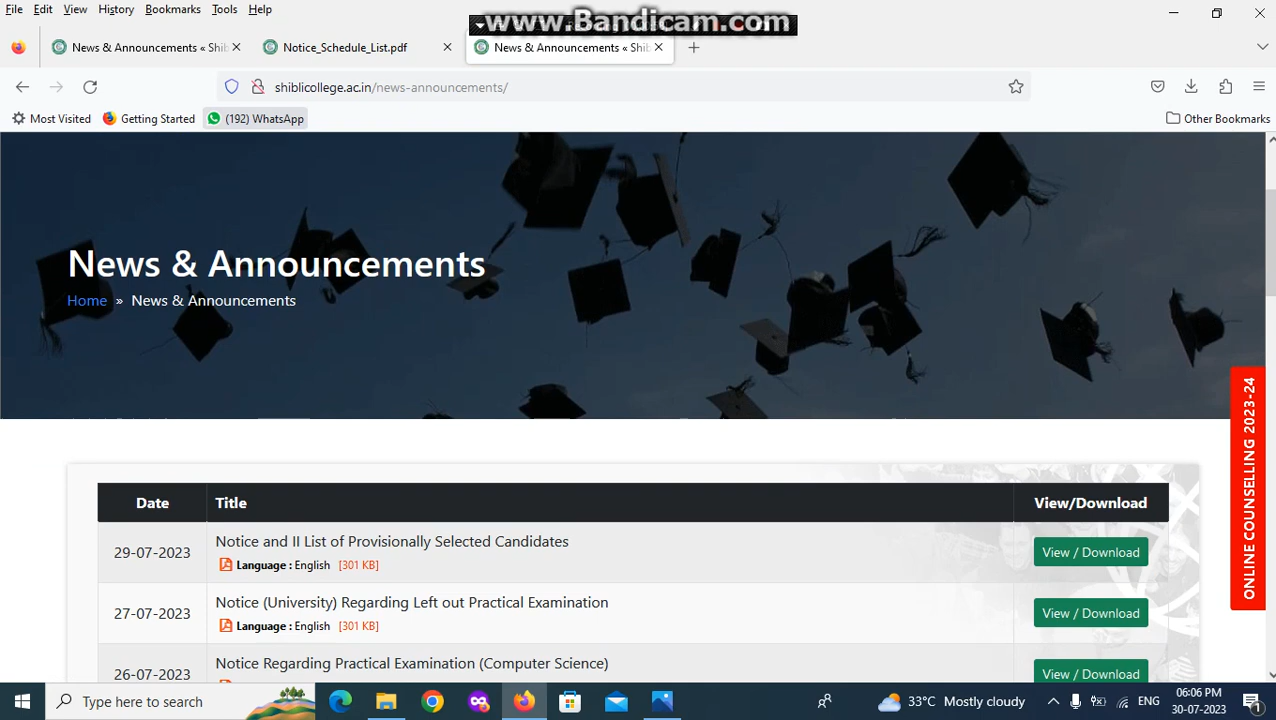 File Edit View History Bookmarks Tools Help
www.Bandicam.com
News & Announcements « Shib
Notice_Schedule_List.pdf
News & Announcements « Shib
shiblicollege.ac.in/news-announcements/
Most Visited Getting Started (192) WhatsApp Other Bookmarks
News & Announcements
Home » News & Announcements
ONLINE COUNSELLING 2023-24
Date Title View/Download
29-07-2023 Notice and II List of Provisionally Selected Candidates View / Download
Language : English [301 KB]
27-07-2023 Notice (University) Regarding Left out Practical Examination View / Download
Language : English [301 KB]
26-07-2023 Notice Regarding Practical Examination (Computer Science) View / Download
Type here to search
33°C Mostly cloudy
ENG
06:06 PM
30-07-2023
1